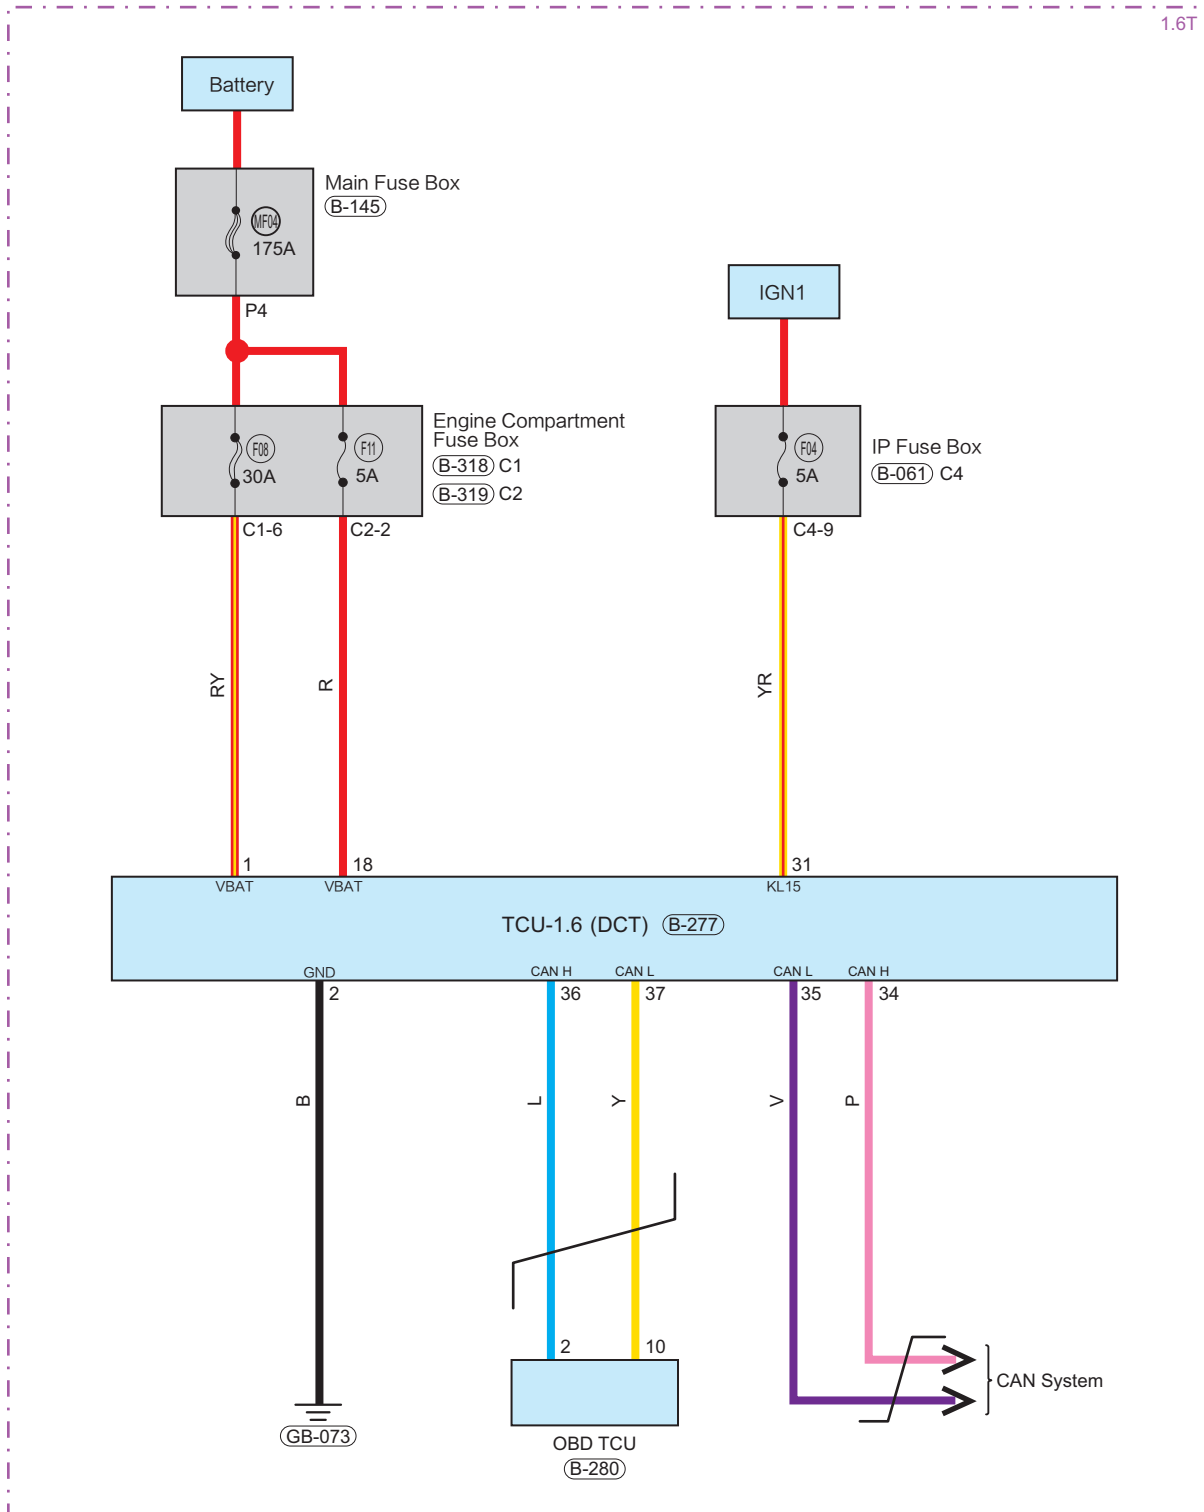 1.6T
Battery
Main Fuse Box
B-145
MF04
175A
P4
IGN1
Engine Compartment
Fuse Box
B-318 C1
B-319 C2
F08
30A
F11
5A
IP Fuse Box
B-061 C4
F04
5A
C1-6
C2-2
C4-9
RY
R
YR
1
18
31
VBAT
VBAT
KL15
TCU-1.6 (DCT) B-277
GND
CAN H
CAN L
CAN L
CAN H
2
36
37
35
34
B
L
Y
V
P
2
10
CAN System
GB-073
OBD TCU
B-280